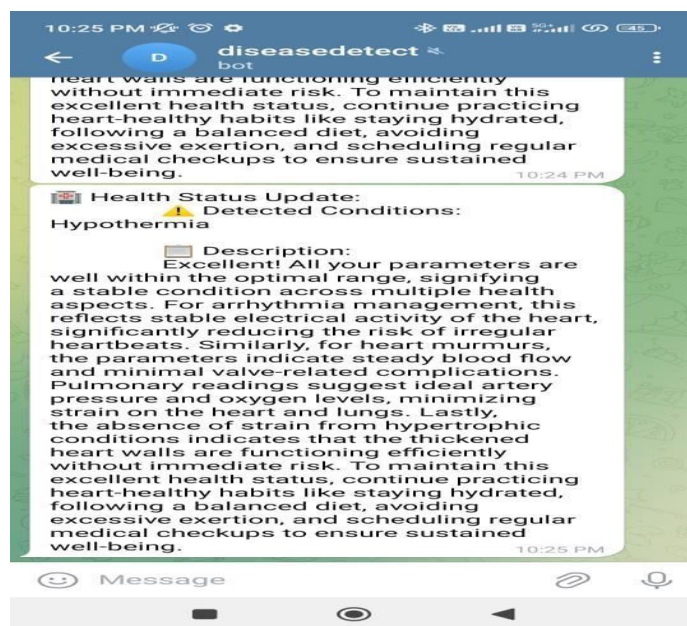 10:25 PM
5G+
45
D
diseasedetect
bot
heart walls are functioning efficiently
without immediate risk. To maintain this
excellent health status, continue practicing
heart-healthy habits like staying hydrated,
following a balanced diet, avoiding
excessive exertion, and scheduling regular
medical checkups to ensure sustained
well-being.
10:24 PM
Health Status Update:
Detected Conditions:
Hypothermia
Description:
Excellent! All your parameters are
well within the optimal range, signifying
a stable condition across multiple health
aspects. For arrhythmia management, this
reflects stable electrical activity of the heart,
significantly reducing the risk of irregular
heartbeats. Similarly, for heart murmurs,
the parameters indicate steady blood flow
and minimal valve-related complications.
Pulmonary readings suggest ideal artery
pressure and oxygen levels, minimizing
strain on the heart and lungs. Lastly,
the absence of strain from hypertrophic
conditions indicates that the thickened
heart walls are functioning efficiently
without immediate risk. To maintain this
excellent health status, continue practicing
heart-healthy habits like staying hydrated,
following a balanced diet, avoiding
excessive exertion, and scheduling regular
medical checkups to ensure sustained
well-being.
10:25 PM
Message